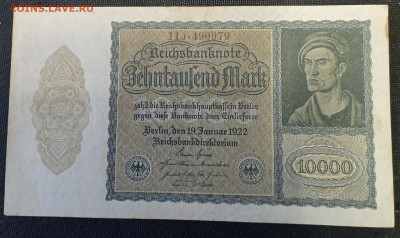 COINS.ЛАВЕ.RU
11J·490979
Reichsbanknote
Zehntausend Mark
zahlt die Reichsbankhauptkasse in Berlin
gegen diese Banknote dem Einlieferer
Berlin, den 19. Januar 1922
Reichsbankdirektorium
10000